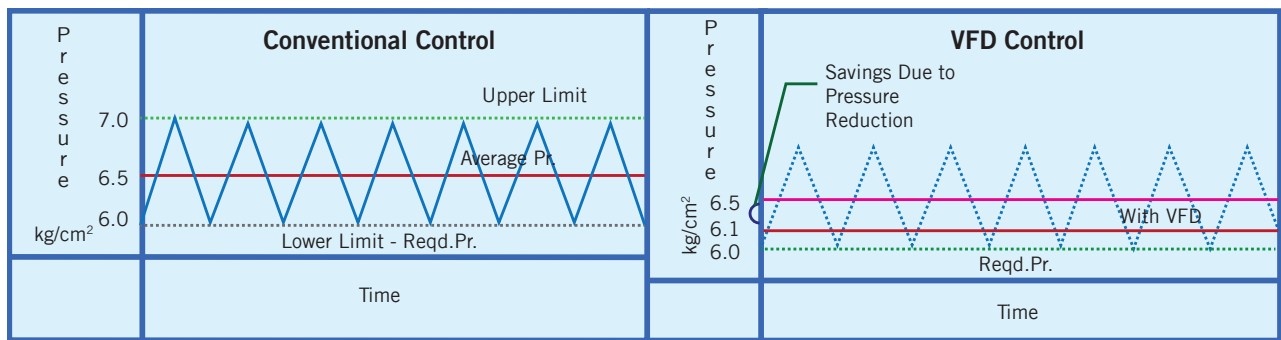 Conventional Control
Pressure
Upper Limit
7.0
Average Pr.
6.5
6.0
kg/cm²
Lower Limit - Reqd.Pr.
Time
VFD Control
Pressure
Savings Due to
Pressure
Reduction
kg/cm²
6.5
With VFD
6.1
6.0
Reqd.Pr.
Time